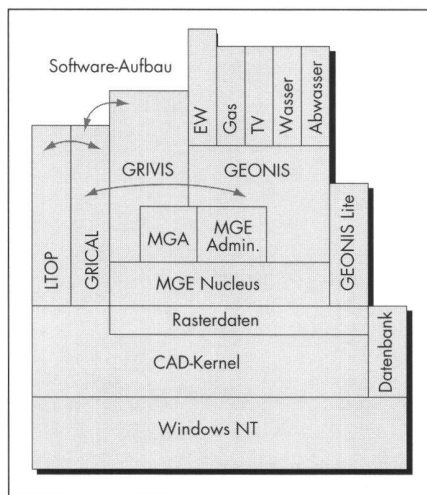 Software-Aufbau
EW
Gas
TV
Wasser
Abwasser
GRIVIS
GEONIS
LTOP
GRICAL
MGA
MGE
Admin.
GEONIS Lite
MGE Nucleus
Rasterdaten
CAD-Kernel
Datenbank
Windows NT